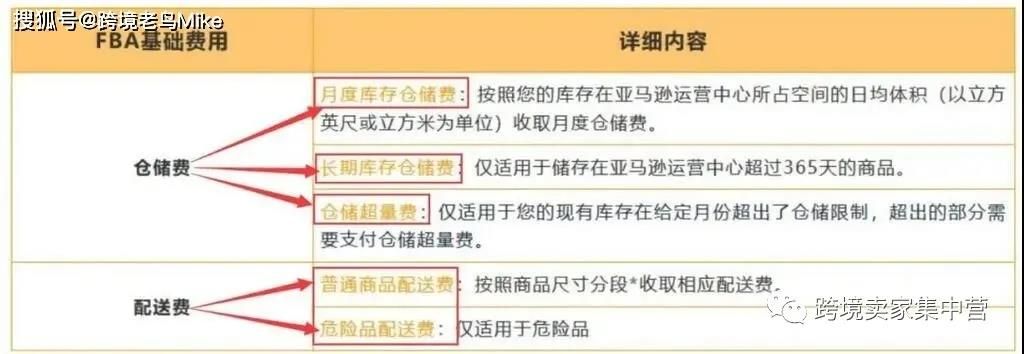 搜狐号@跨境老鸟Mike
FBA基础费用
详细内容
仓储费
月度库存仓储费：按照您的库存在亚马逊运营中心所占空间的日均体积（以立方
英尺或立方米为单位）收取月度仓储费。
长期库存仓储费：仅适用于储存在亚马逊运营中心超过365天的商品。
仓储超量费：仅适用于您的现有库存在给定月份超出了仓储限制，超出的部分需
要支付仓储超量费。
配送费
普通商品配送费：按照商品尺寸分段*收取相应配送费。
危险品配送费：仅适用于危险品
跨境卖家集中营